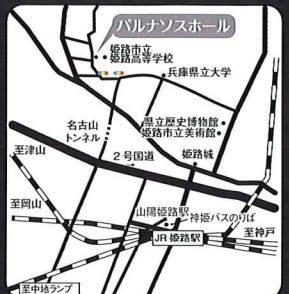 パルナソスホール
姫路市立
姫路高等学校
兵庫県立大学
名古山
トンネル
県立歴史博物館
姫路市立美術館
至津山
2号国道
姫路城
至岡山
山陽姫路駅
神姫バスのりば
至神戸
JR 姫路駅
至中地ランプ